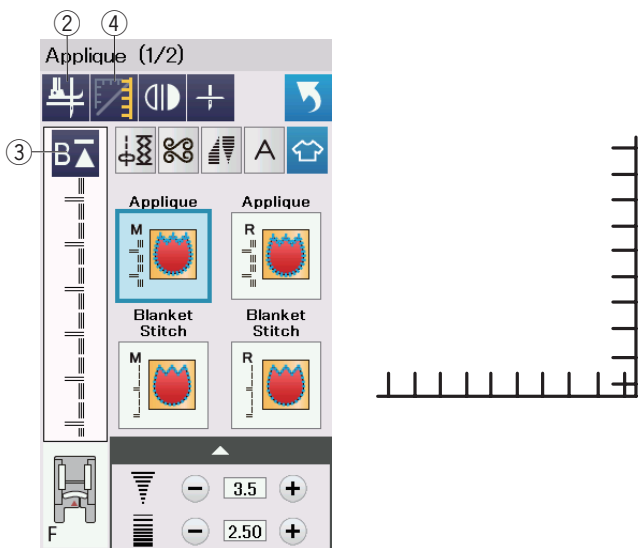 ② ④
Applique (1/2)
③ B A
Applique Applique
M R
Blanket Stitch Blanket Stitch
M R
3.5
F 2.50